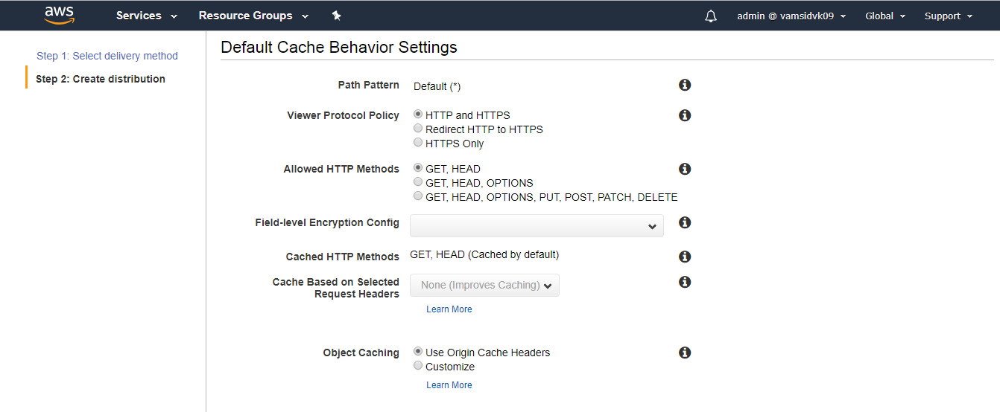 aws Services Resource Groups admin @ vamsidvk09 Global Support
Step 1: Select delivery method
Step 2: Create distribution
Default Cache Behavior Settings
Path Pattern Default (*)
Viewer Protocol Policy HTTP and HTTPS
Redirect HTTP to HTTPS
HTTPS Only
Allowed HTTP Methods GET, HEAD
GET, HEAD, OPTIONS
GET, HEAD, OPTIONS, PUT, POST, PATCH, DELETE
Field-level Encryption Config
Cached HTTP Methods GET, HEAD (Cached by default)
Cache Based on Selected
Request Headers
None (Improves Caching)
Learn More
Object Caching Use Origin Cache Headers
Customize
Learn More